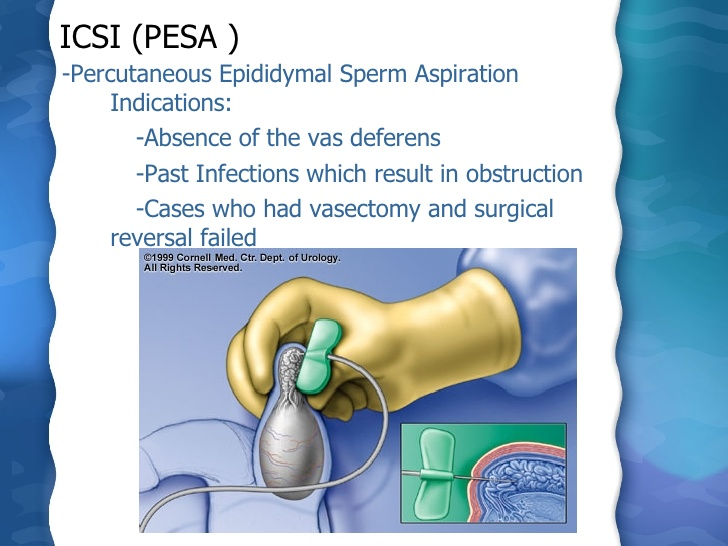 ICSI (PESA )
-Percutaneous Epididymal Sperm Aspiration
Indications:
-Absence of the vas deferens
-Past Infections which result in obstruction
-Cases who had vasectomy and surgical
reversal failed
©1999 Cornell Med. Ctr. Dept. of Urology.
All Rights Reserved.